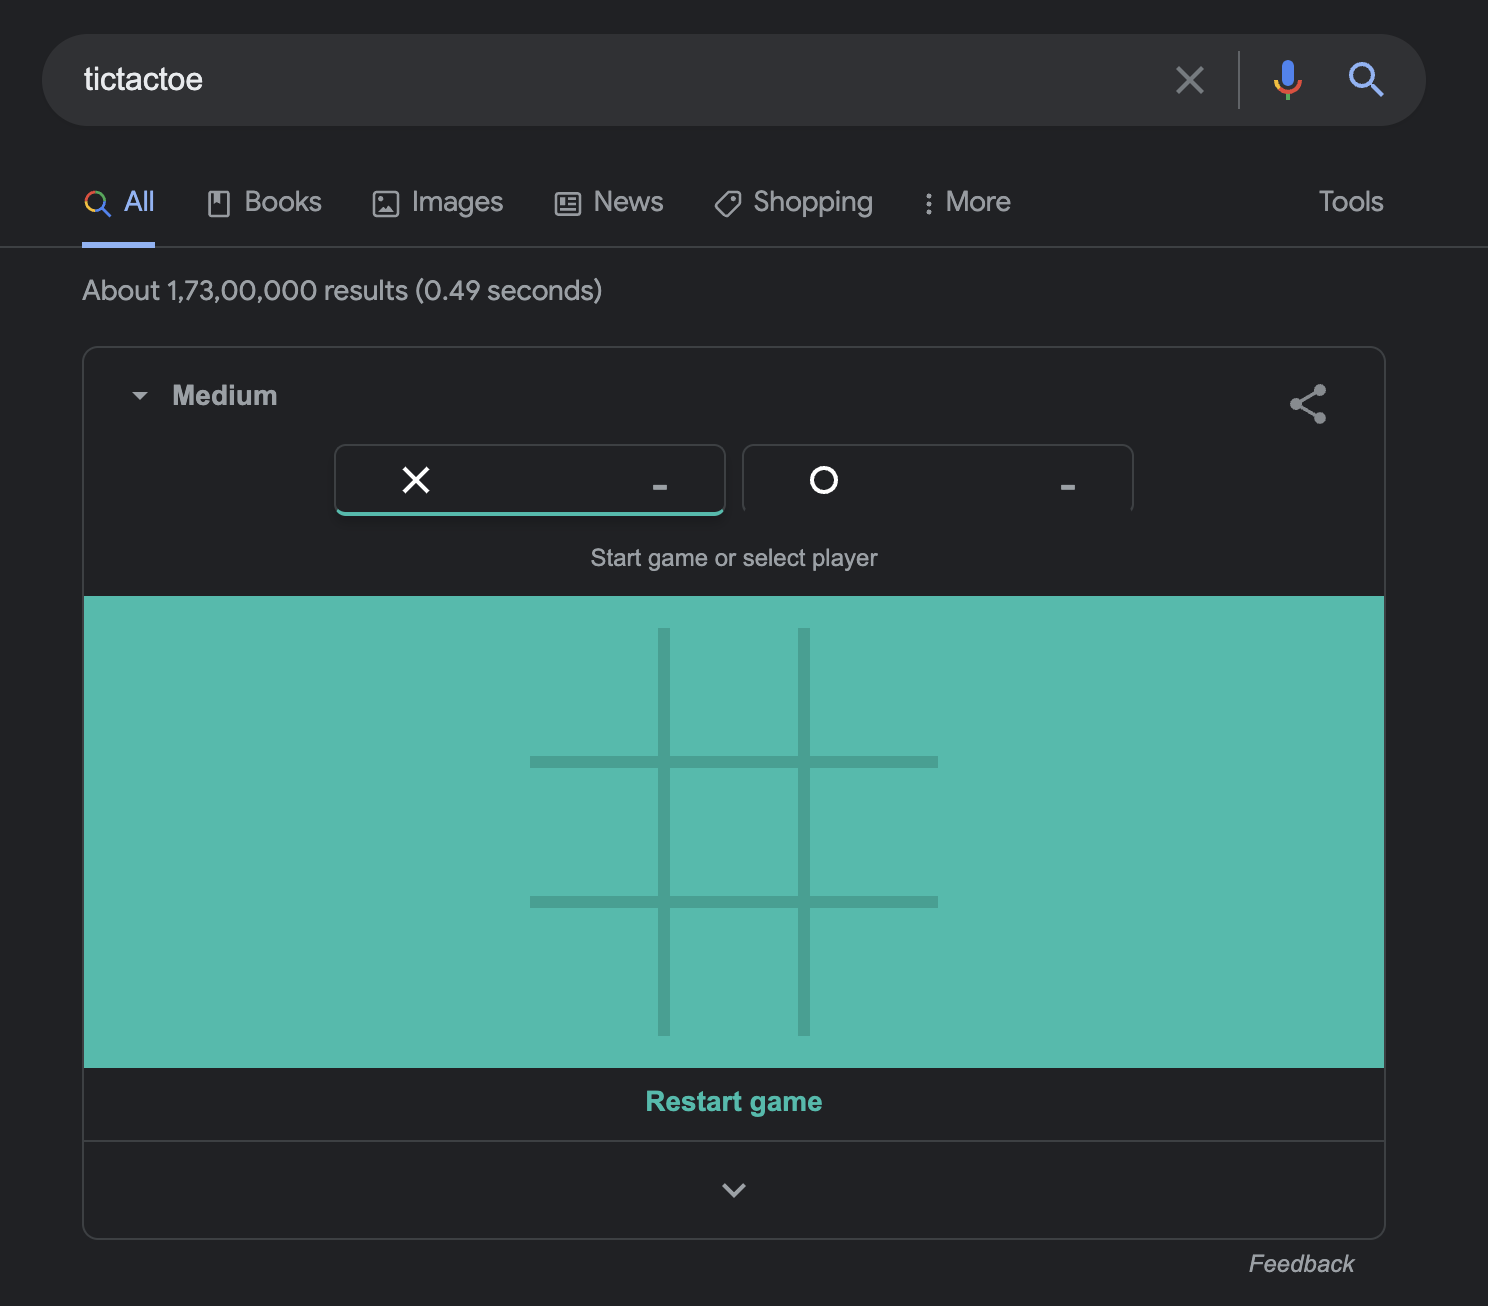 tictactoe
All Books Images News Shopping More Tools
About 1,73,00,000 results (0.49 seconds)
Medium
- -
Start game or select player
Restart game
Feedback